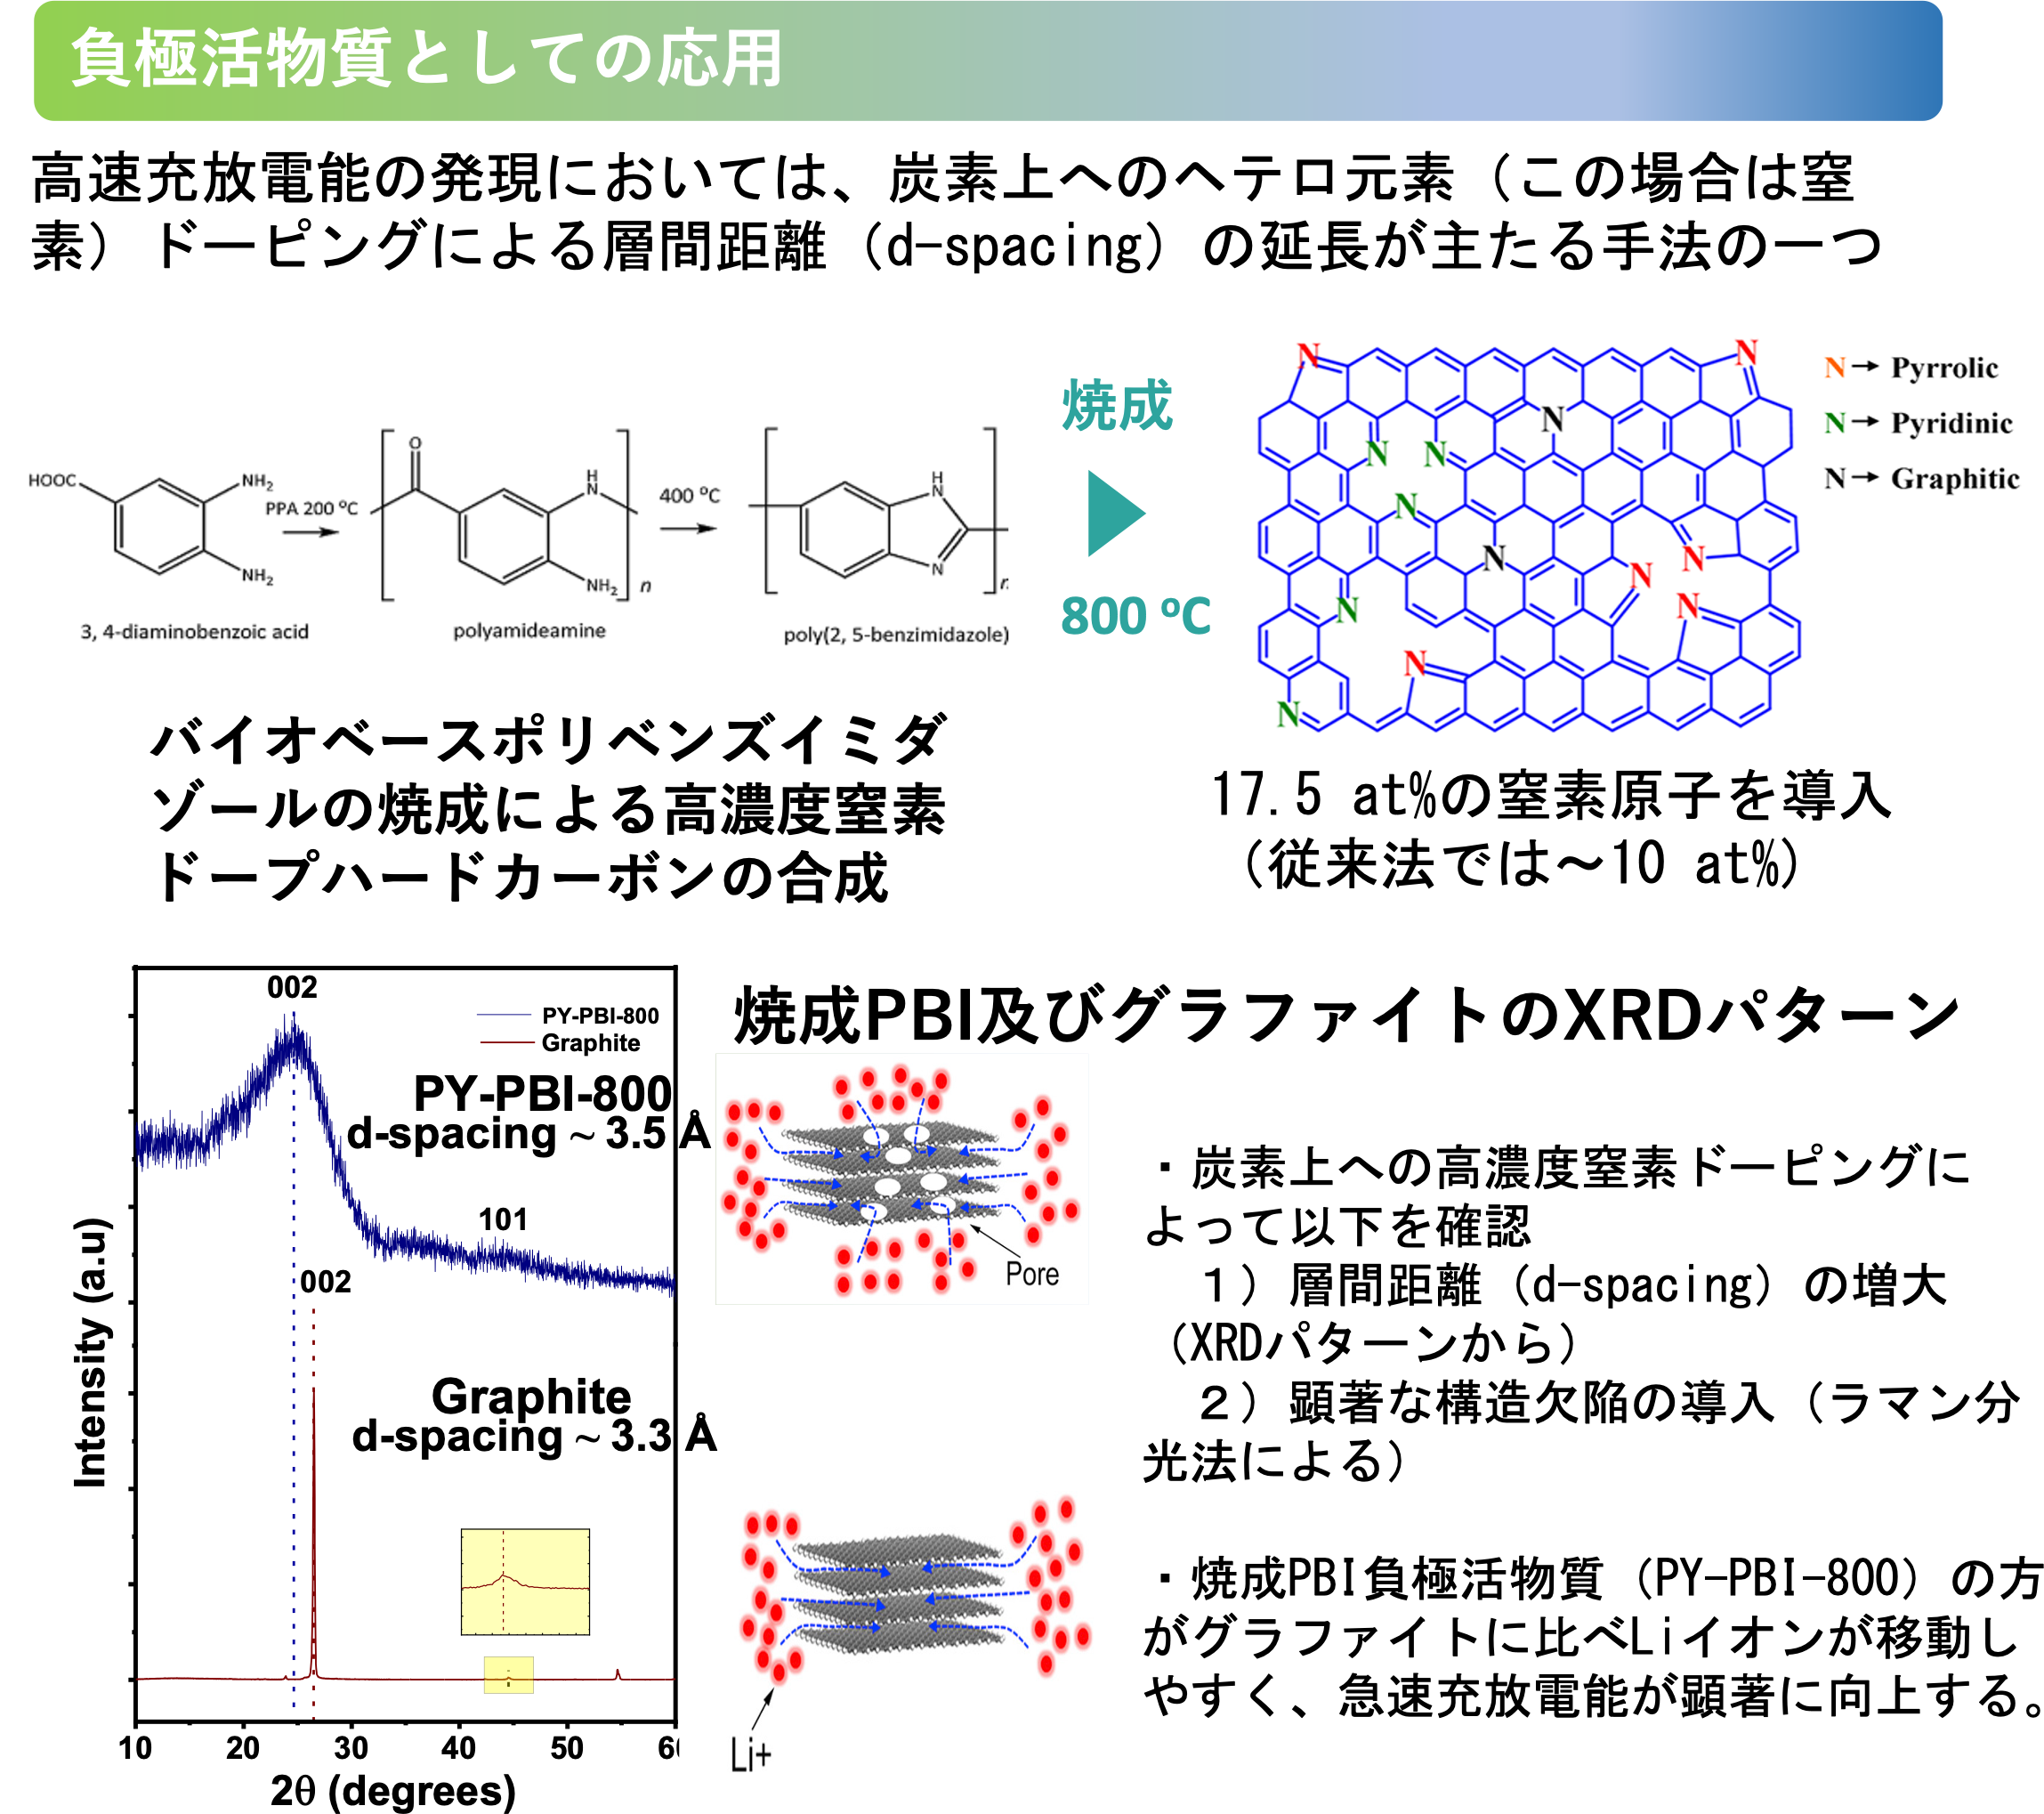 負極活物質としての応用
高速充放電能の発現においては、炭素上へのヘテロ元素（この場合は窒
素）ドーピングによる層間距離（d-spacing）の延長が主たる手法の一つ
HOOC
NH2
NH2
3, 4-diaminobenzoic acid
PPA 200 ºC
O
H
N
NH2
n
polyamideamine
400 ºC
H
N
N
n
poly(2, 5-benzimidazole)
焼成
800 ºC
N
N
N
N
N
N
N
N
N
N
N
N
N
N→ Pyrrolic
N→ Pyridinic
N→ Graphitic
バイオベースポリベンズイミダ
ゾールの焼成による高濃度窒素
ドープハードカーボンの合成
17.5 at%の窒素原子を導入
（従来法では～10 at%）
002
PY-PBI-800
Graphite
PY-PBI-800
d-spacing ~ 3.5 Å
101
002
Graphite
d-spacing ~ 3.3 Å
Intensity (a.u)
10 20 30 40 50
2θ (degrees)
焼成PBI及びグラファイトのXRDパターン
Pore
Li+
・炭素上への高濃度窒素ドーピングに
よって以下を確認
１）層間距離（d-spacing）の増大
（XRDパターンから）
２）顕著な構造欠陥の導入（ラマン分
光法による）
・焼成PBI負極活物質（PY-PBI-800）の方
がグラファイトに比べLiイオンが移動し
やすく、急速充放電能が顕著に向上する。